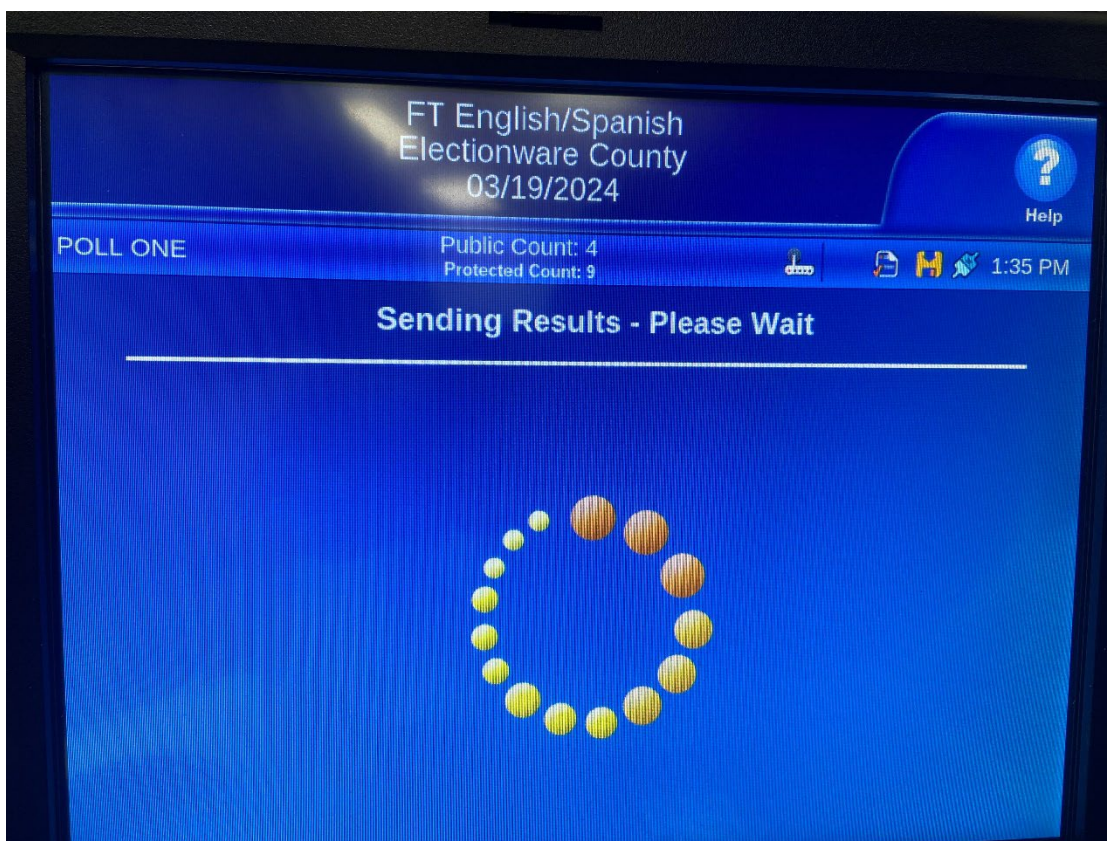 FT English/Spanish
Electionware County
03/19/2024
?
Help
POLL ONE
Public Count: 4
Protected Count: 9
1:35 PM
Sending Results - Please Wait